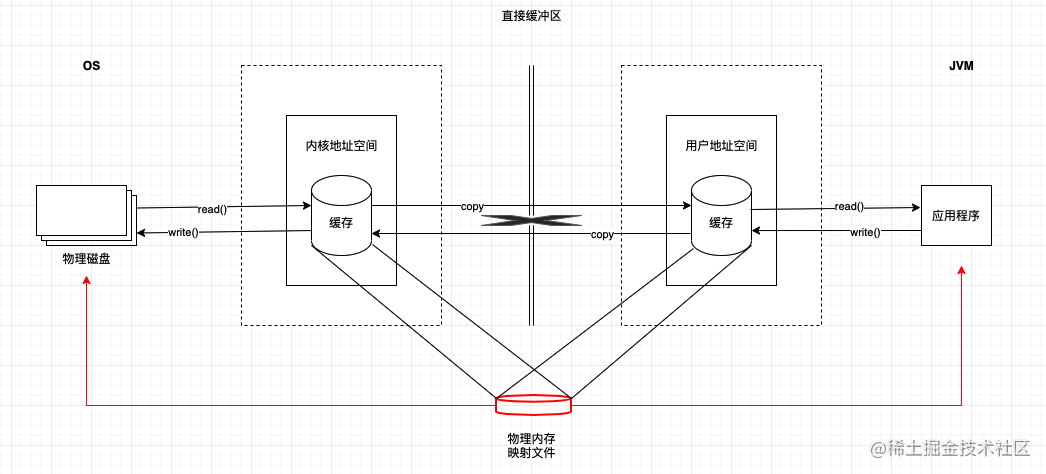 直接缓冲区
OS
JVM
内核地址空间
用户地址空间
read()
copy
read()
缓存
缓存
应用程序
write()
copy
write()
物理磁盘
物理内存
映射文件
@稀土掘金技术社区